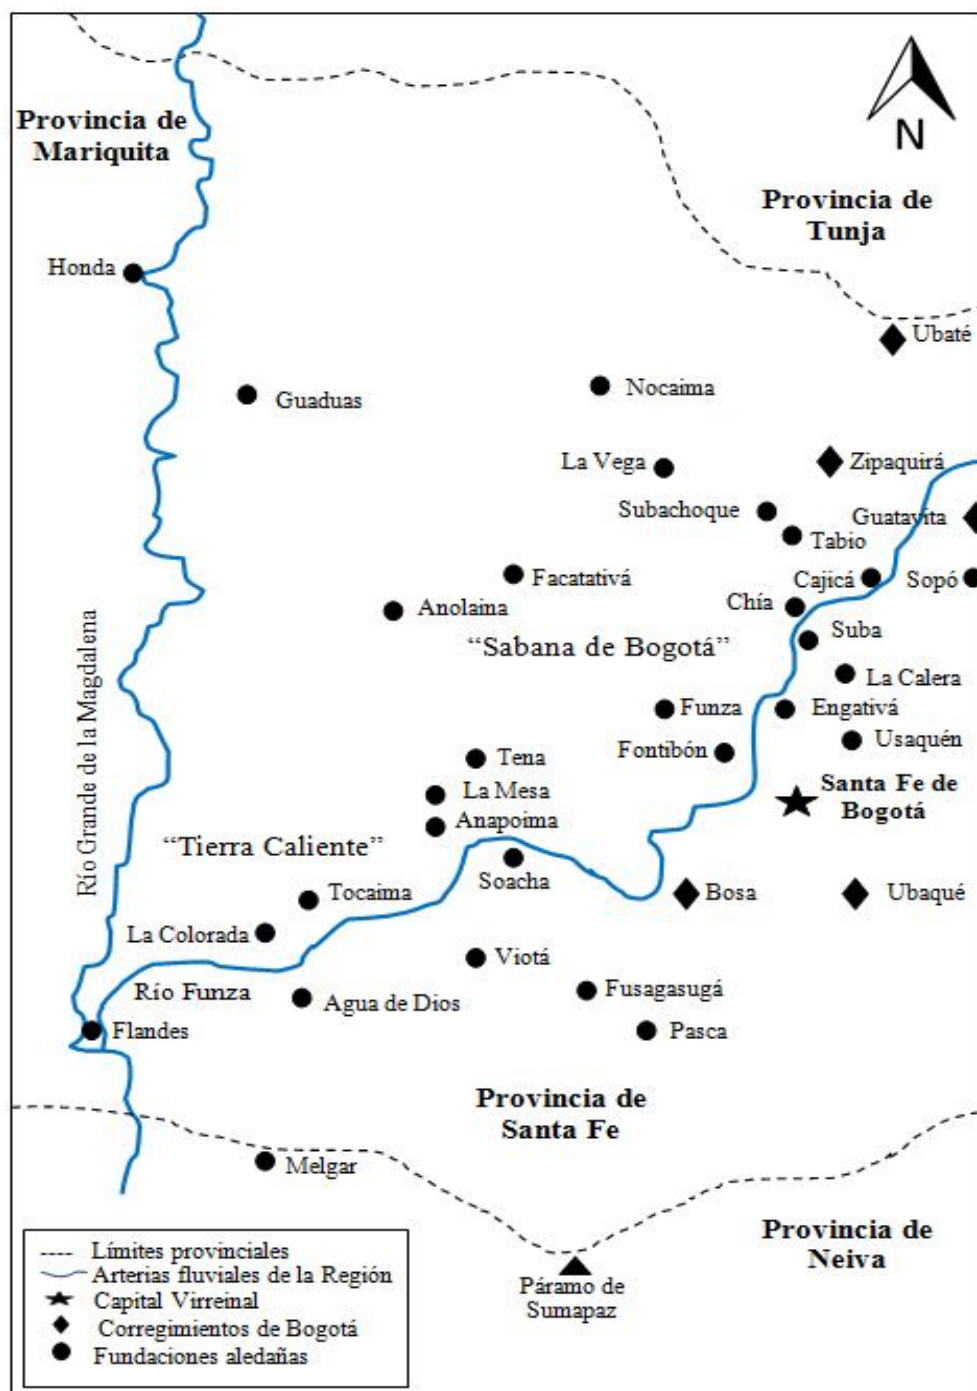 Provincia de
Mariquita
N
Provincia de
Tunja
Honda
Ubaté
Guaduas
Nocaima
La Vega
Zipaquirá
Subachoque
Guatavita
Tabio
Facatativá
Cajicá
Sopó
Anolaina
Chía
Suba
“Sabana de Bogotá”
La Calera
Río Grande de la Magdalena
Funza
Engativá
Fontibón
Usaquén
Tena
La Mesa
Santa Fe de
Bogotá
Anapoima
“Tierra Caliente”
Soacha
Tocaima
Bosa
Ubaqué
La Colorada
Viotá
Río Funza
Agua de Dios
Fusagasugá
Flandes
Pasca
Provincia de
Santa Fe
Melgar
Provincia de
Neiva
Límites provinciales
Arterias fluviales de la Región
Capital Virreinal
Corregimientos de Bogotá
Fundaciones aledañas
Páramo de
Sumapaz